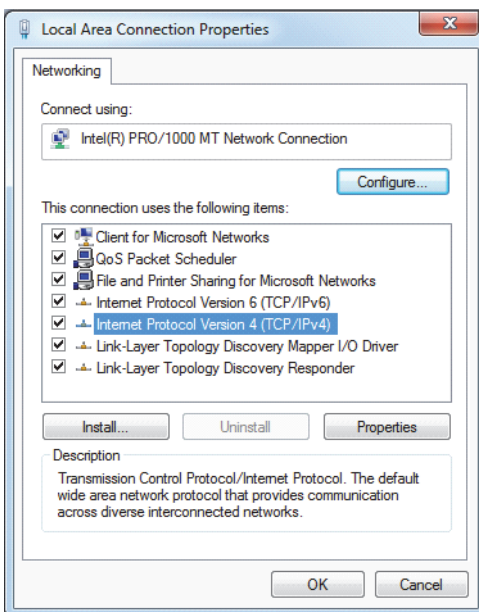 Local Area Connection Properties
Networking
Connect using:
Intel(R) PRO/1000 MT Network Connection
Configure...
This connection uses the following items:
Client for Microsoft Networks
QoS Packet Scheduler
File and Printer Sharing for Microsoft Networks
Internet Protocol Version 6 (TCP/IPv6)
Internet Protocol Version 4 (TCP/IPv4)
Link-Layer Topology Discovery Mapper I/O Driver
Link-Layer Topology Discovery Responder
Install... Uninstall Properties
Description
Transmission Control Protocol/Internet Protocol. The default
wide area network protocol that provides communication
across diverse interconnected networks.
OK Cancel